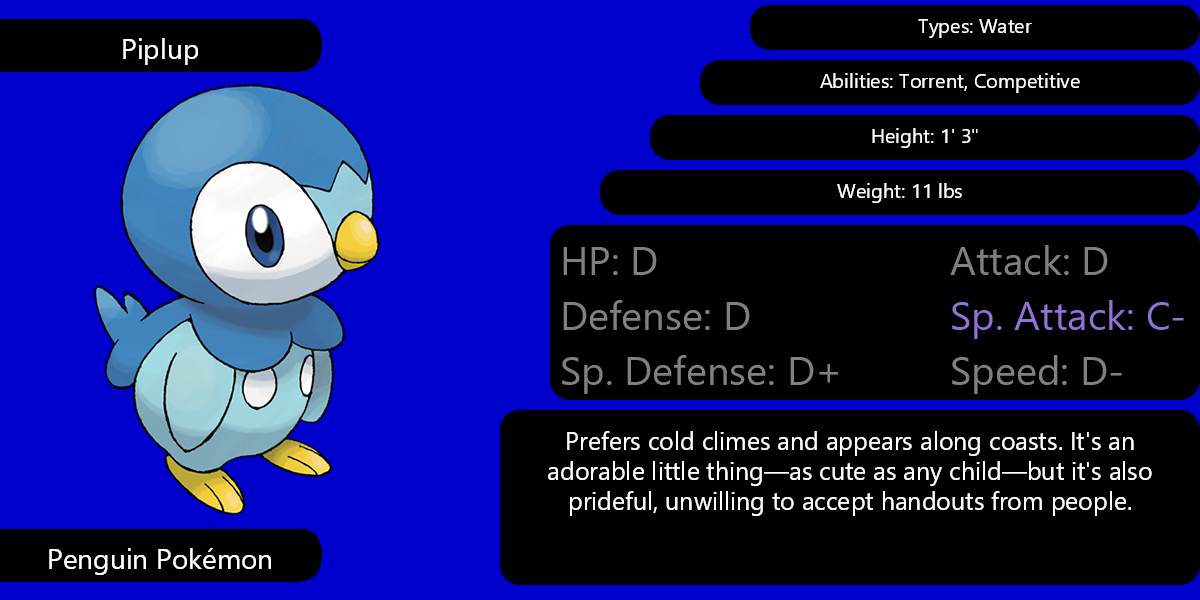 Piplup
Penguin Pokémon
Types: Water
Abilities: Torrent, Competitive
Height: 1' 3"
Weight: 11 lbs
HP: D
Attack: D
Defense: D
Sp. Attack: C-
Sp. Defense: D+
Speed: D-
Prefers cold climes and appears along coasts. It's an
adorable little thing—as cute as any child—but it's also
prideful, unwilling to accept handouts from people.